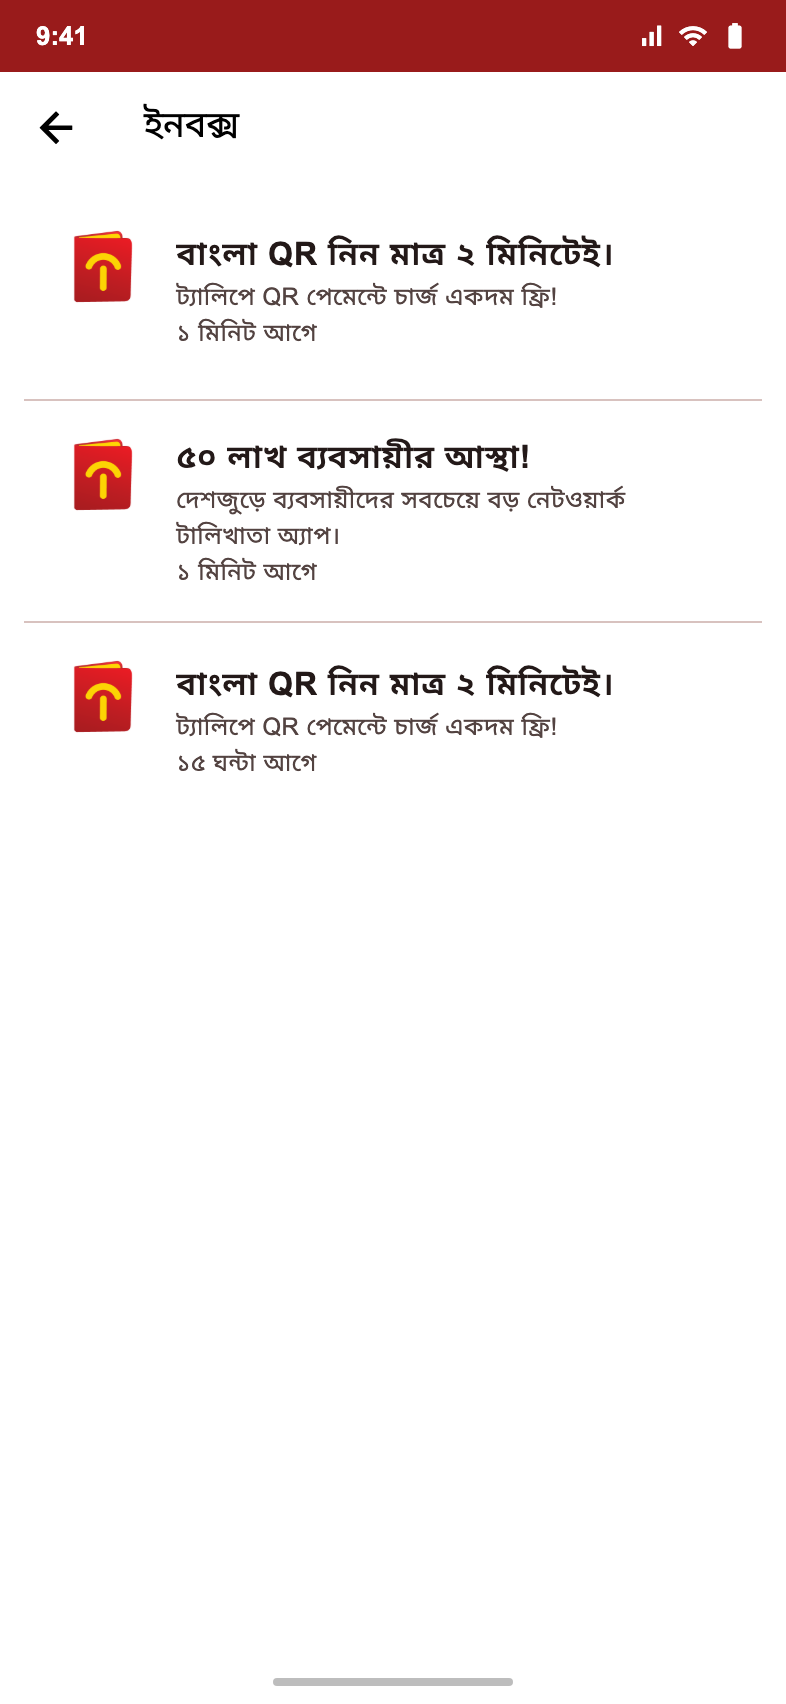 9:41
ইনবক্স
বাংলা QR নিন মাত্র ২ মিনিটেই।
ট্যালিপে QR পেমেন্টে চার্জ একদম ফ্রি!
১ মিনিট আগে
৫০ লাখ ব্যবসায়ীর আস্থা!
দেশজুড়ে ব্যবসায়ীদের সবচেয়ে বড় নেটওয়ার্ক
টালিখাতা অ্যাপ।
১ মিনিট আগে
বাংলা QR নিন মাত্র ২ মিনিটেই।
ট্যালিপে QR পেমেন্টে চার্জ একদম ফ্রি!
১৫ ঘন্টা আগে